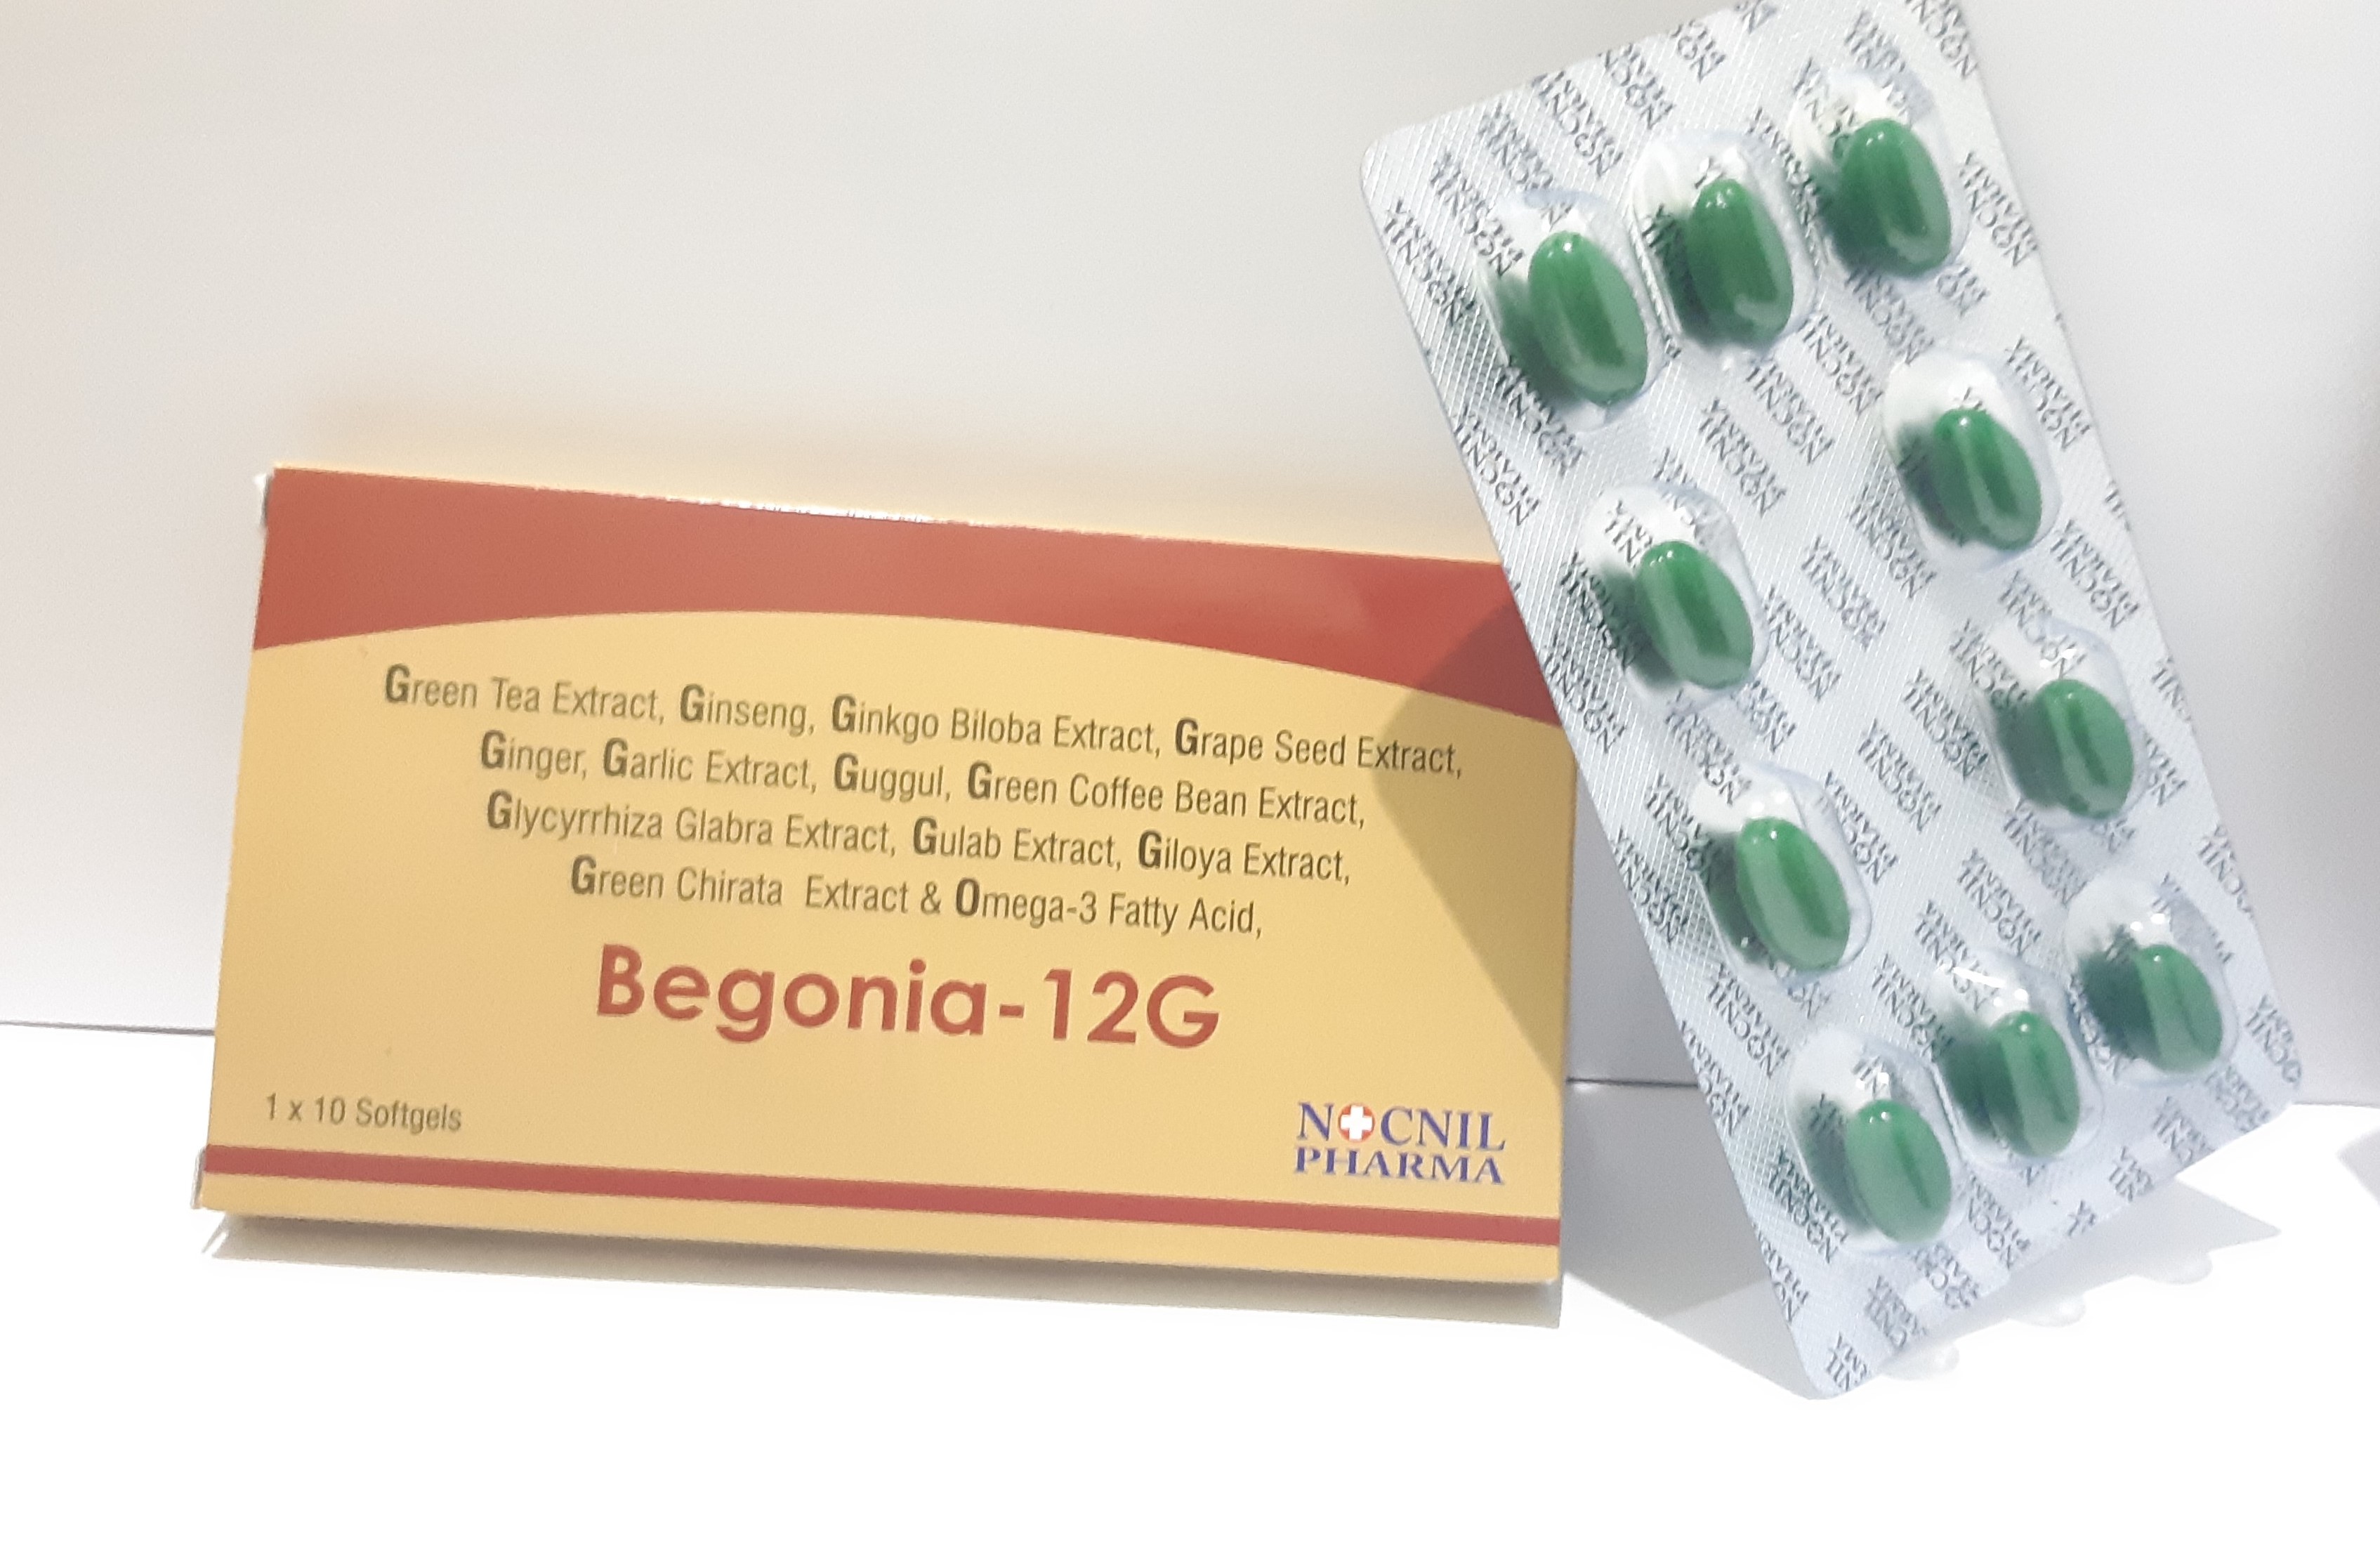 Green Tea Extract, Ginseng, Ginkgo Biloba Extract, Grape Seed Extract,
Ginger, Garlic Extract, Guggul, Green Coffee Bean Extract,
Glycyrrhiza Glabra Extract, Gulab Extract, Giloya Extract,
Green Chirata Extract & Omega-3 Fatty Acid,
Begonia-12G
1 x 10 Softgels
NOCNIL
PHARMA
NOCNIL
PHARMA